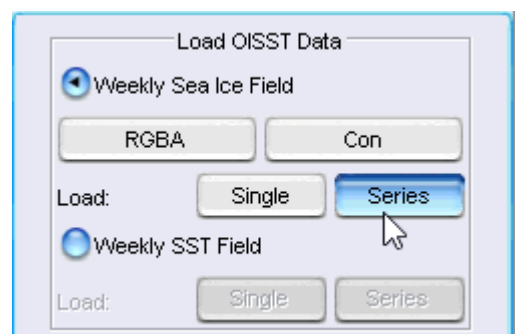 Load OISST Data
Weekly Sea Ice Field
RGBA Con
Load: Single Series
Weekly SST Field
Load: Single Series